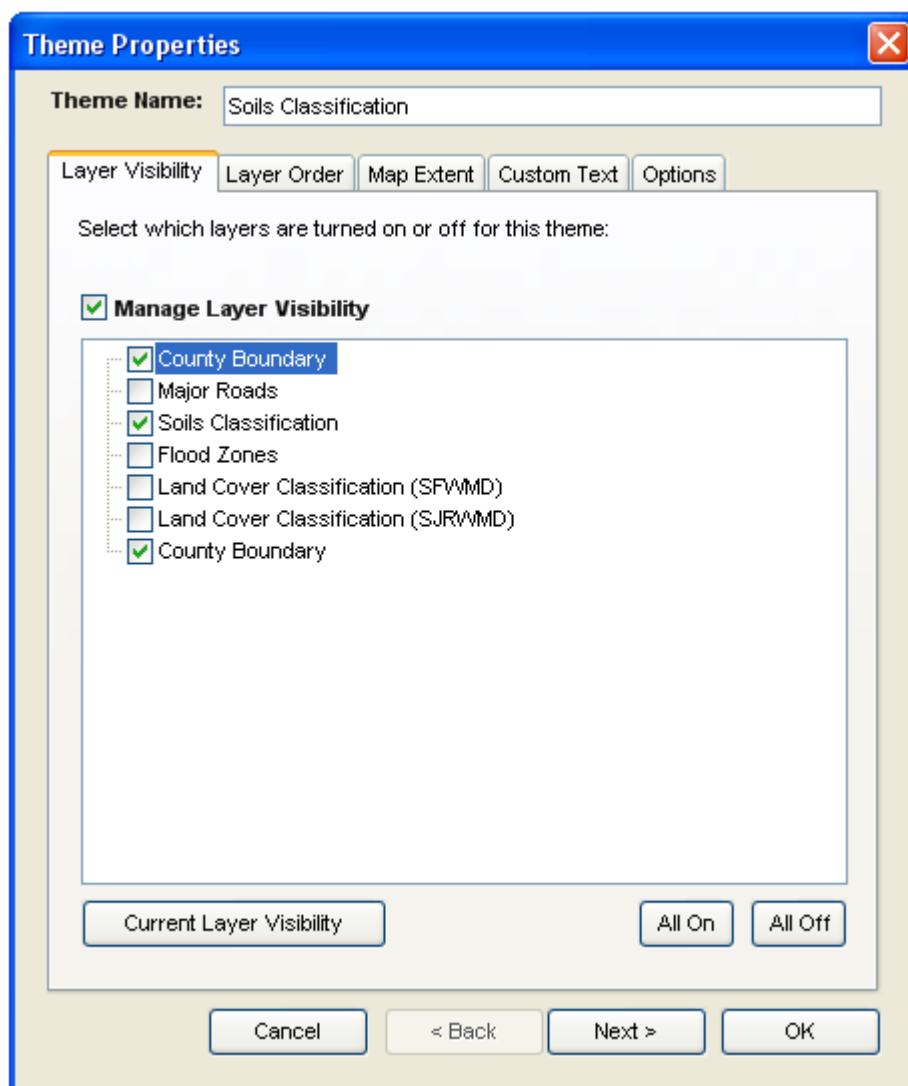 Theme Properties
Theme Name: Soils Classification
Layer Visibility Layer Order Map Extent Custom Text Options
Select which layers are turned on or off for this theme:
Manage Layer Visibility
County Boundary
Major Roads
Soils Classification
Flood Zones
Land Cover Classification (SFWMD)
Land Cover Classification (SJRWMD)
County Boundary
Current Layer Visibility All On All Off
Cancel < Back Next > OK